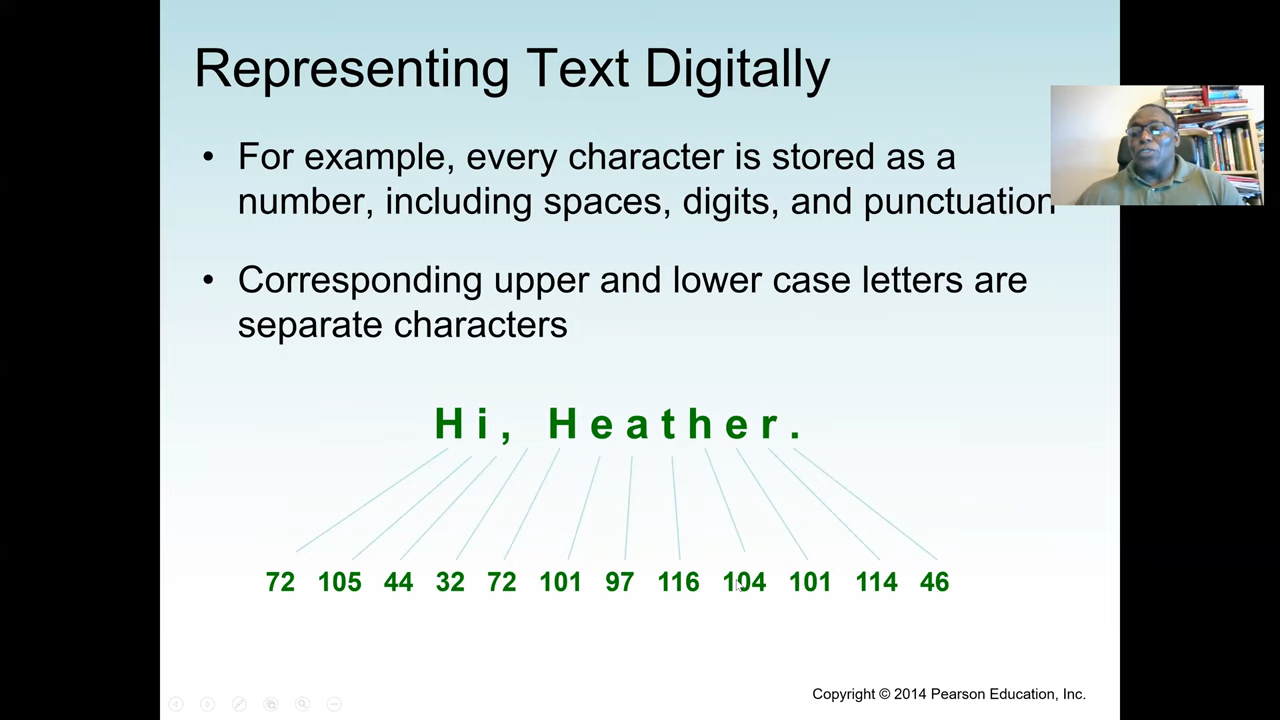 Representing Text Digitally
• For example, every character is stored as a
number, including spaces, digits, and punctuation
• Corresponding upper and lower case letters are
separate characters
Hi, Heather.
72 105 44 32 72 101 97 116 104 101 114 46
Copyright © 2014 Pearson Education, Inc.